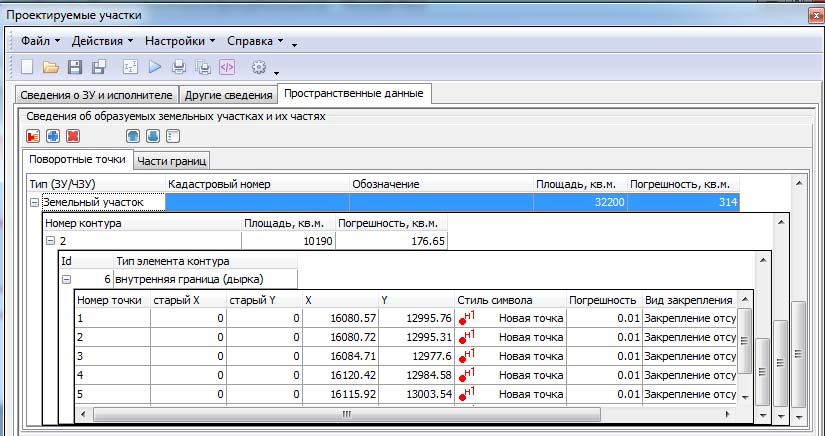 Проектируемые участки
Файл Действия Настройки Справка
Сведения о ЗУ и исполнителе Другие сведения Пространственные данные
Сведения об образуемых земельных участках и их частях
Поворотные точки Части границ
Тип (ЗУ/ЧЗУ) Кадастровый номер Обозначение Площадь, кв.м. Погрешность, кв.м.
Земельный участок 32200 314
Номер контура Площадь, кв.м. Погрешность, кв.м.
2 10190 176.65
Id Тип элемента контура
6 внутренняя граница (дырка)
Номер точки старый X старый Y X Y Стиль символа Погрешность Вид закрепления
1 0 0 16080.57 12995.76 н1 Новая точка 0.01 Закрепление отсу
2 0 0 16080.72 12995.31 н1 Новая точка 0.01 Закрепление отсу
3 0 0 16084.71 12977.6 н1 Новая точка 0.01 Закрепление отсу
4 0 0 16120.42 12984.58 н1 Новая точка 0.01 Закрепление отсу
5 0 0 16115.92 13003.54 н1 Новая точка 0.01 Закрепление отсу